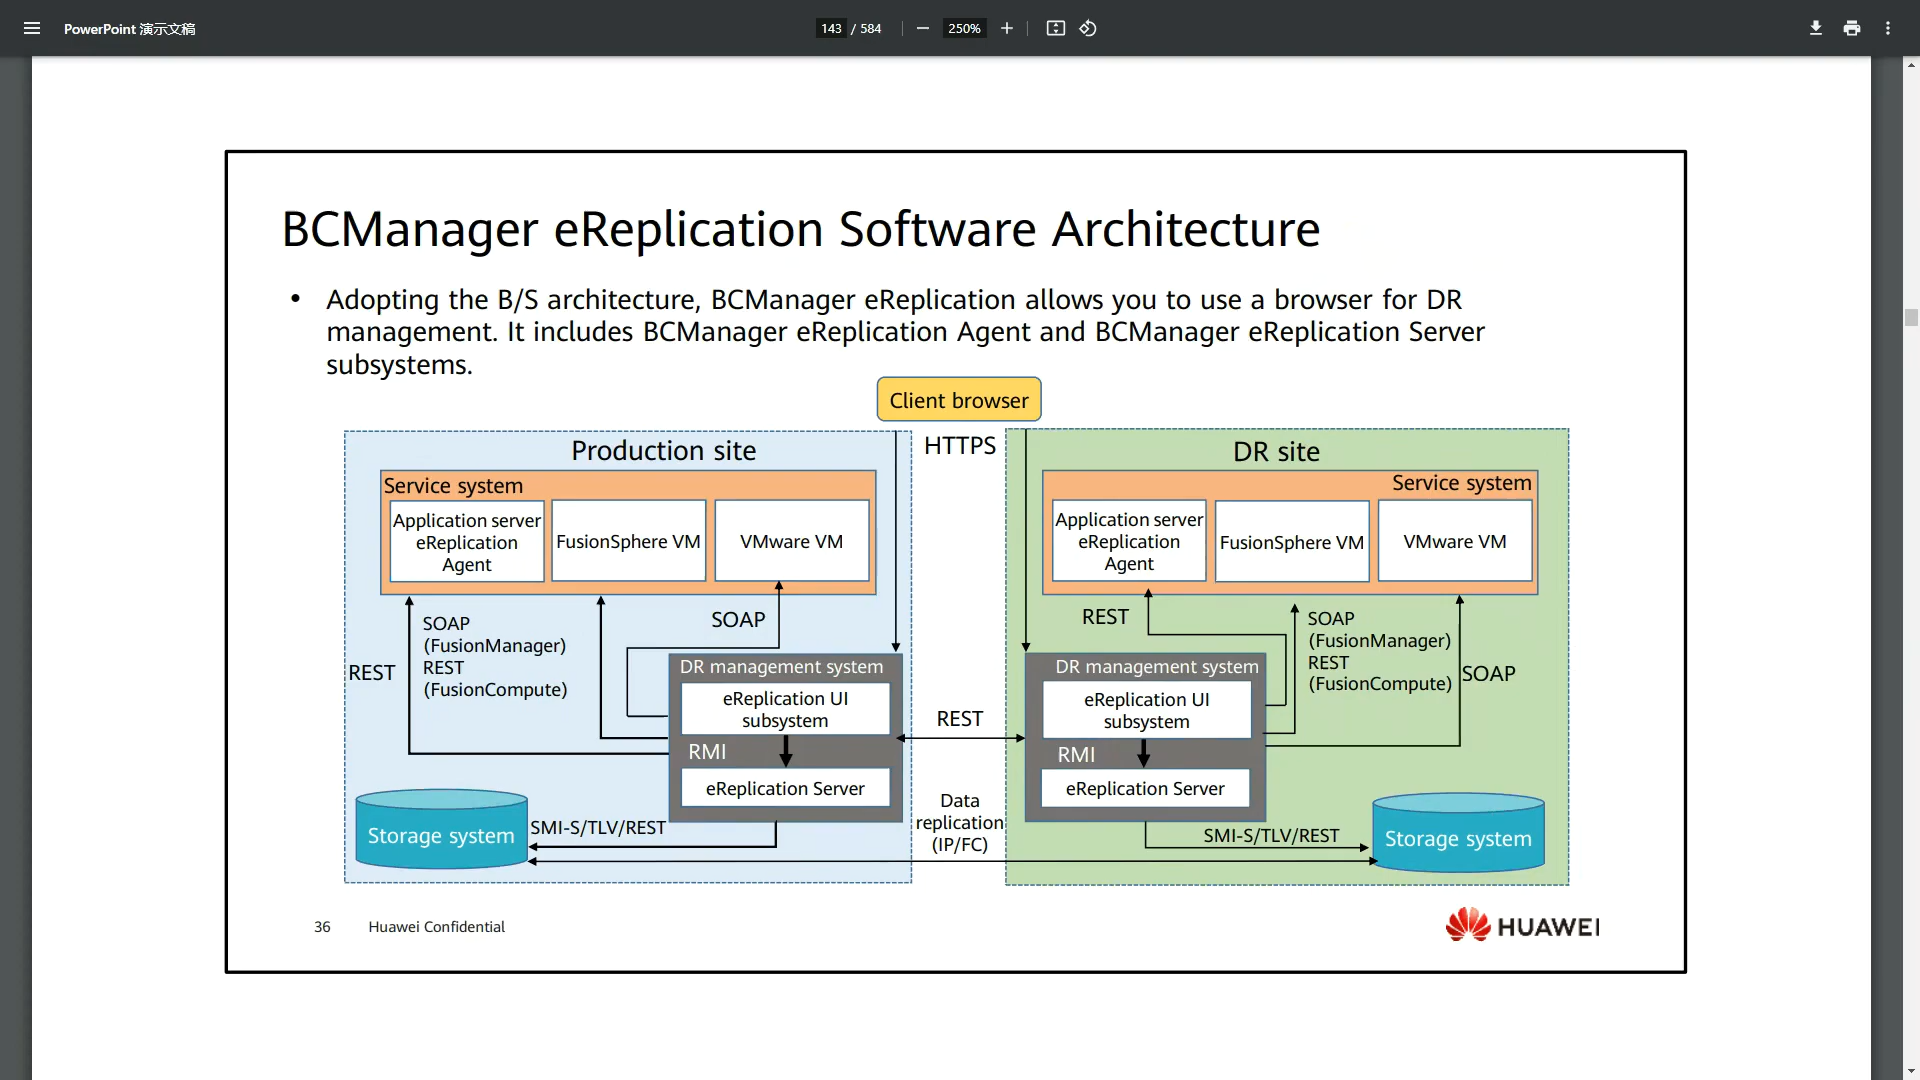 PowerPoint 演示文稿
143 / 584
250%
BCManager eReplication Software Architecture
• Adopting the B/S architecture, BCManager eReplication allows you to use a browser for DR
management. It includes BCManager eReplication Agent and BCManager eReplication Server
subsystems.
Client browser
HTTPS
Production site
Service system
Application server
eReplication
Agent
FusionSphere VM
VMware VM
SOAP
(FusionManager)
REST
(FusionCompute)
REST
SOAP
DR management system
eReplication UI
subsystem
RMI
eReplication Server
Storage system
SMI-S/TLV/REST
REST
Data
replication
(IP/FC)
DR site
Service system
Application server
eReplication
Agent
FusionSphere VM
VMware VM
REST
SOAP
(FusionManager)
REST
(FusionCompute)
SOAP
DR management system
eReplication UI
subsystem
RMI
eReplication Server
SMI-S/TLV/REST
Storage system
36 Huawei Confidential
HUAWEI